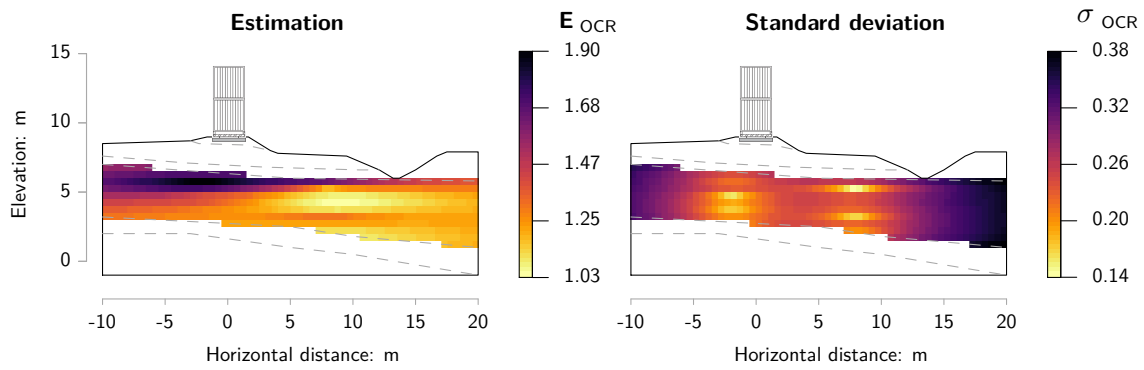 Estimation
E OCR
Standard deviation
σ OCR
15
10
5
0
Elevation: m
1.90
1.68
1.47
1.25
1.03
0.38
0.32
0.26
0.20
0.14
-10 -5 0 5 10 15 20
-10 -5 0 5 10 15 20
Horizontal distance: m
Horizontal distance: m